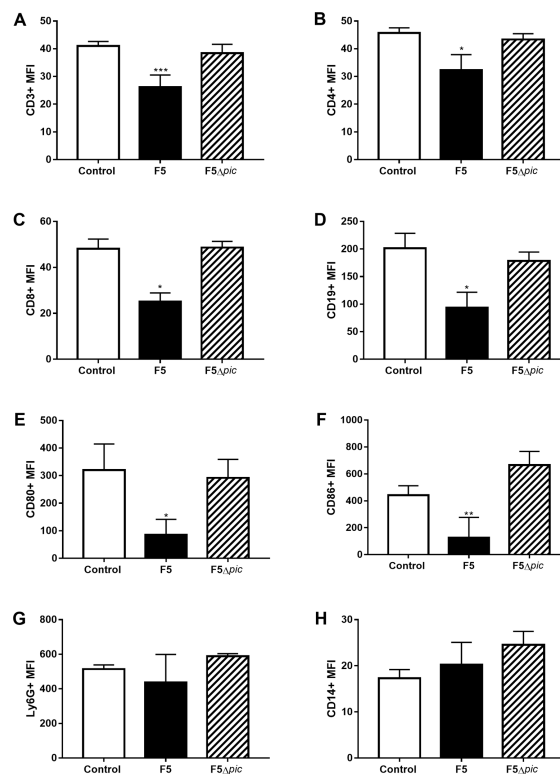 A
CD3+ MFI
50
40
30
20
10
0
***
Control F5 F5Δpic
B
CD4+ MFI
50
40
30
20
10
0
*
Control F5 F5Δpic
C
CD8+ MFI
60
40
20
0
*
Control F5 F5Δpic
D
CD19+ MFI
250
200
150
100
50
0
*
Control F5 F5Δpic
E
CD80+ MFI
500
400
300
200
100
0
*
Control F5 F5Δpic
F
CD86+ MFI
1000
800
600
400
200
0
**
Control F5 F5Δpic
G
Ly6G+ MFI
800
600
400
200
0
Control F5 F5Δpic
H
CD14+ MFI
30
20
10
0
Control F5 F5Δpic